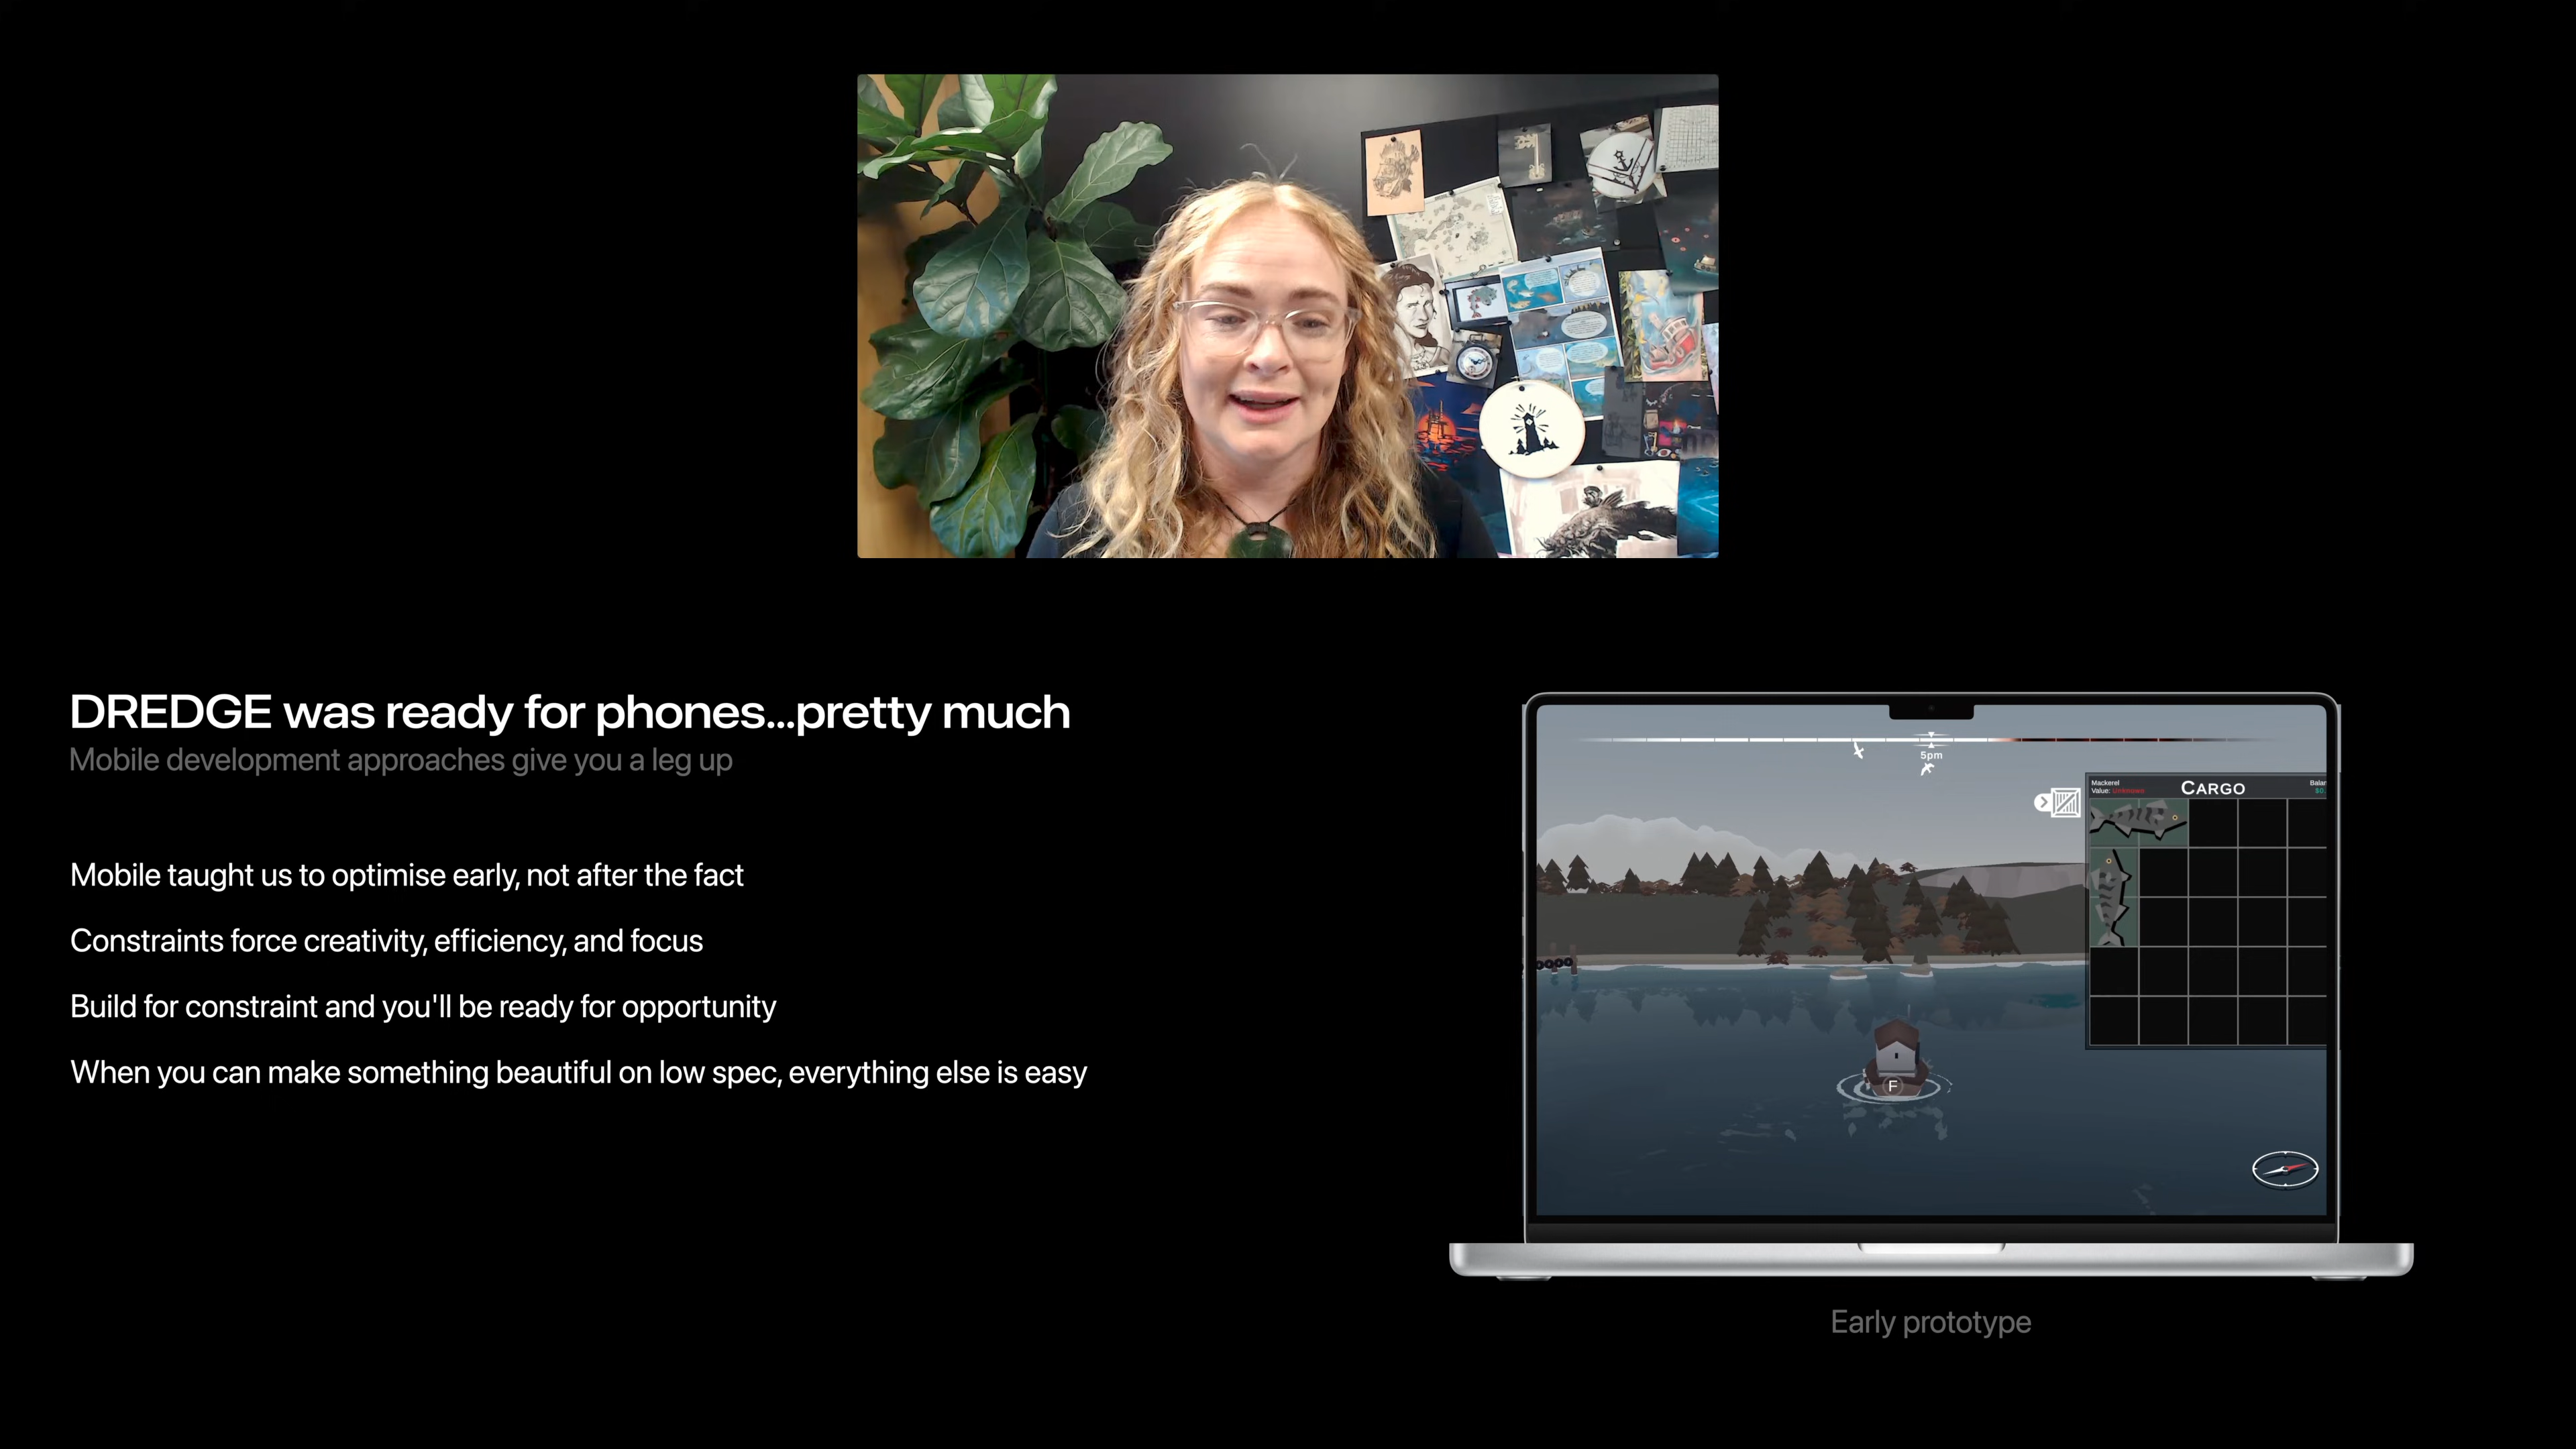 DREDGE was ready for phones...pretty much
Mobile development approaches give you a leg up
Mobile taught us to optimise early, not after the fact
Constraints force creativity, efficiency, and focus
Build for constraint and you'll be ready for opportunity
When you can make something beautiful on low spec, everything else is easy
5pm
Mackerel
Value: Unknown
CARGO
F
Early prototype